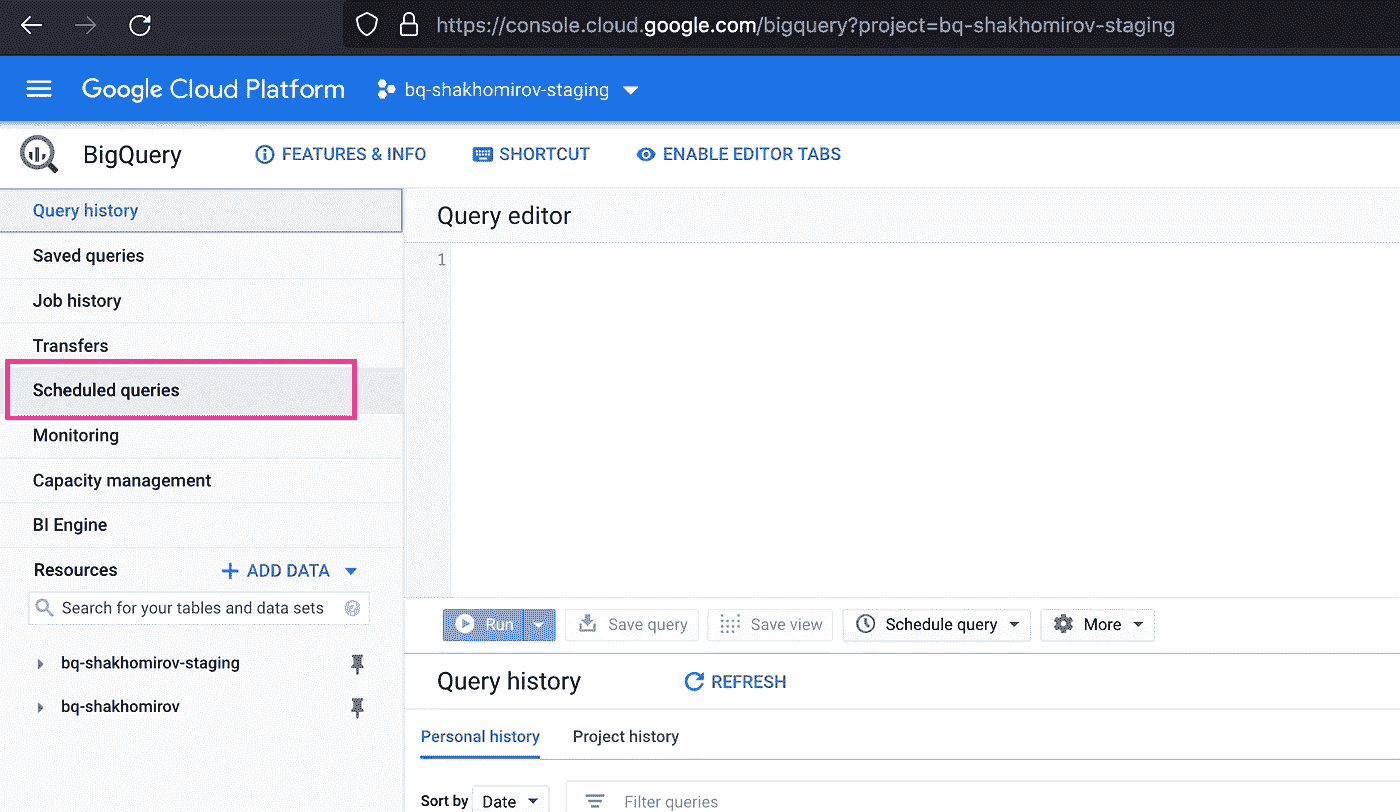 https://console.cloud.google.com/bigquery?project=bq-shakhomirov-staging
Google Cloud Platform bq-shakhomirov-staging
BigQuery FEATURES & INFO SHORTCUT ENABLE EDITOR TABS
Query history
Saved queries
Job history
Transfers
Scheduled queries
Monitoring
Capacity management
BI Engine
Resources ADD DATA
Search for your tables and data sets
bq-shakhomirov-staging
bq-shakhomirov
Query editor
1
Run Save query Save view Schedule query More
Query history REFRESH
Personal history Project history
Sort by Date Filter queries